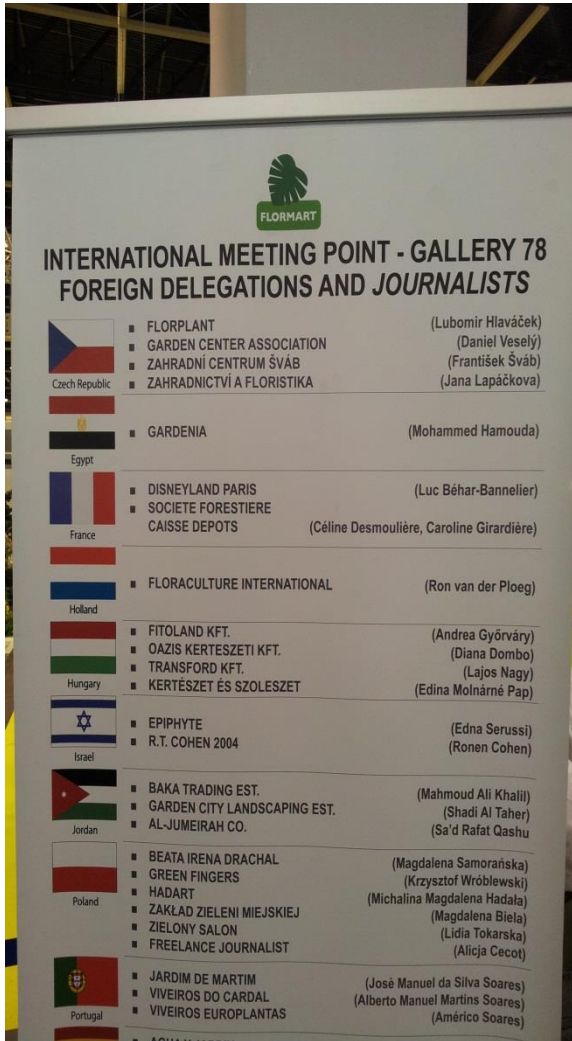 FLORMART
INTERNATIONAL MEETING POINT - GALLERY 78
FOREIGN DELEGATIONS AND JOURNALISTS
Czech Republic
FLORPLANT (Lubomir Hlaváček)
GARDEN CENTER ASSOCIATION (Daniel Veselý)
ZAHRADNÍ CENTRUM ŠVÁB (František Šváb)
ZAHRADNICTVÍ A FLORISTIKA (Jana Lapáčkova)
Egypt
GARDENIA (Mohammed Hamouda)
France
DISNEYLAND PARIS (Luc Béhar-Bannelier)
SOCIETE FORESTIERE
CAISSE DEPOTS (Céline Desmoulière, Caroline Girardière)
Holland
FLORACULTURE INTERNATIONAL (Ron van der Ploeg)
Hungary
FITOLAND KFT. (Andrea Győrváry)
OAZIS KERTESZETI KFT. (Diana Dombo)
TRANSFORD KFT. (Lajos Nagy)
KERTÉSZET ÉS SZOLESZET (Edina Molnárné Pap)
Israel
EPIPHYTE (Edna Serussi)
R.T. COHEN 2004 (Ronen Cohen)
Jordan
BAKA TRADING EST. (Mahmoud Ali Khalil)
GARDEN CITY LANDSCAPING EST. (Shadi Al Taher)
AL-JUMEIRAH CO. (Sa'd Rafat Qashu
Poland
BEATA IRENA DRACHAL (Magdalena Samorańska)
GREEN FINGERS (Krzysztof Wróblewski)
HADART (Michalina Magdalena Hadała)
ZAKŁAD ZIELENI MIEJSKIEJ (Magdalena Biela)
ZIELONY SALON (Lidia Tokarska)
FREELANCE JOURNALIST (Alicja Cecot)
Portugal
JARDIM DE MARTIM (José Manuel da Silva Soares)
VIVEIROS DO CARDAL (Alberto Manuel Martins Soares)
VIVEIROS EUROPLANTAS (Américo Soares)